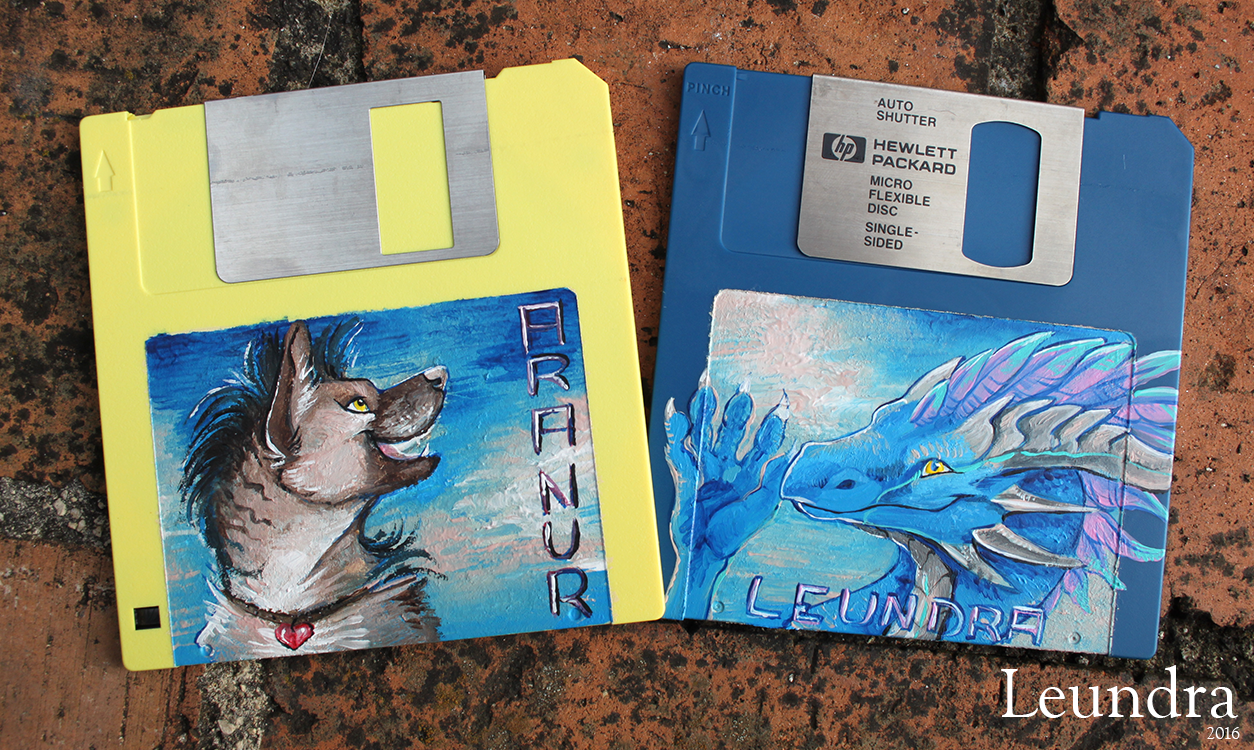 ARANUR
PINCH
AUTO
SHUTTER
hp HEWLETT
PACKARD
MICRO
FLEXIBLE
DISC
SINGLE-
SIDED
LEUNDRA
Leundra
2016